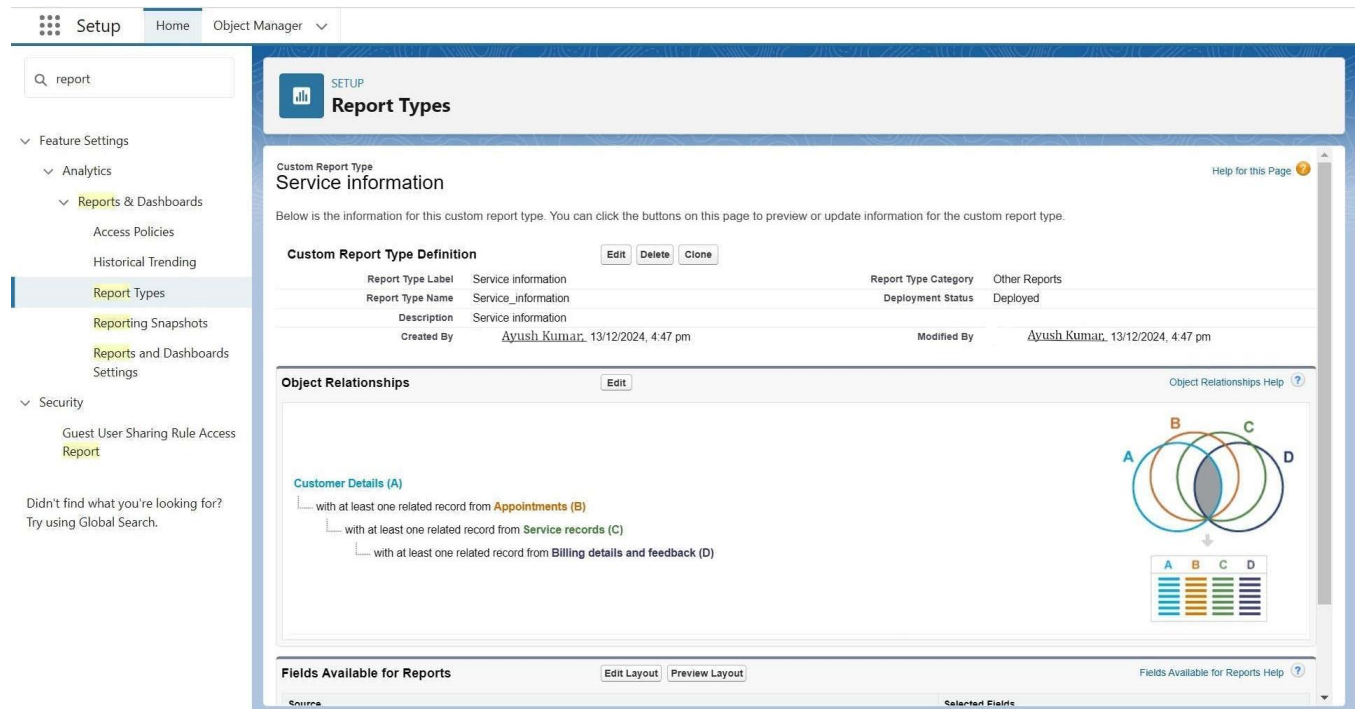 Setup Home Object Manager
report
Feature Settings
Analytics
Reports & Dashboards
Access Policies
Historical Trending
Report Types
Reporting Snapshots
Reports and Dashboards
Settings
Security
Guest User Sharing Rule Access
Report
Didn't find what you're looking for?
Try using Global Search.
SETUP
Report Types
Custom Report Type
Service information
Help for this Page
Below is the information for this custom report type. You can click the buttons on this page to preview or update information for the custom report type.
Custom Report Type Definition Edit Delete Clone
Report Type Label Service information Report Type Category Other Reports
Report Type Name Service_information Deployment Status Deployed
Description Service information
Created By Ayush Kumar, 13/12/2024, 4:47 pm Modified By Ayush Kumar, 13/12/2024, 4:47 pm
Object Relationships Edit Object Relationships Help ?
B C
A D
Customer Details (A)
with at least one related record from Appointments (B)
with at least one related record from Service records (C)
with at least one related record from Billing details and feedback (D)
A B C D
Fields Available for Reports Edit Layout Preview Layout Fields Available for Reports Help ?
Source Selected Fields